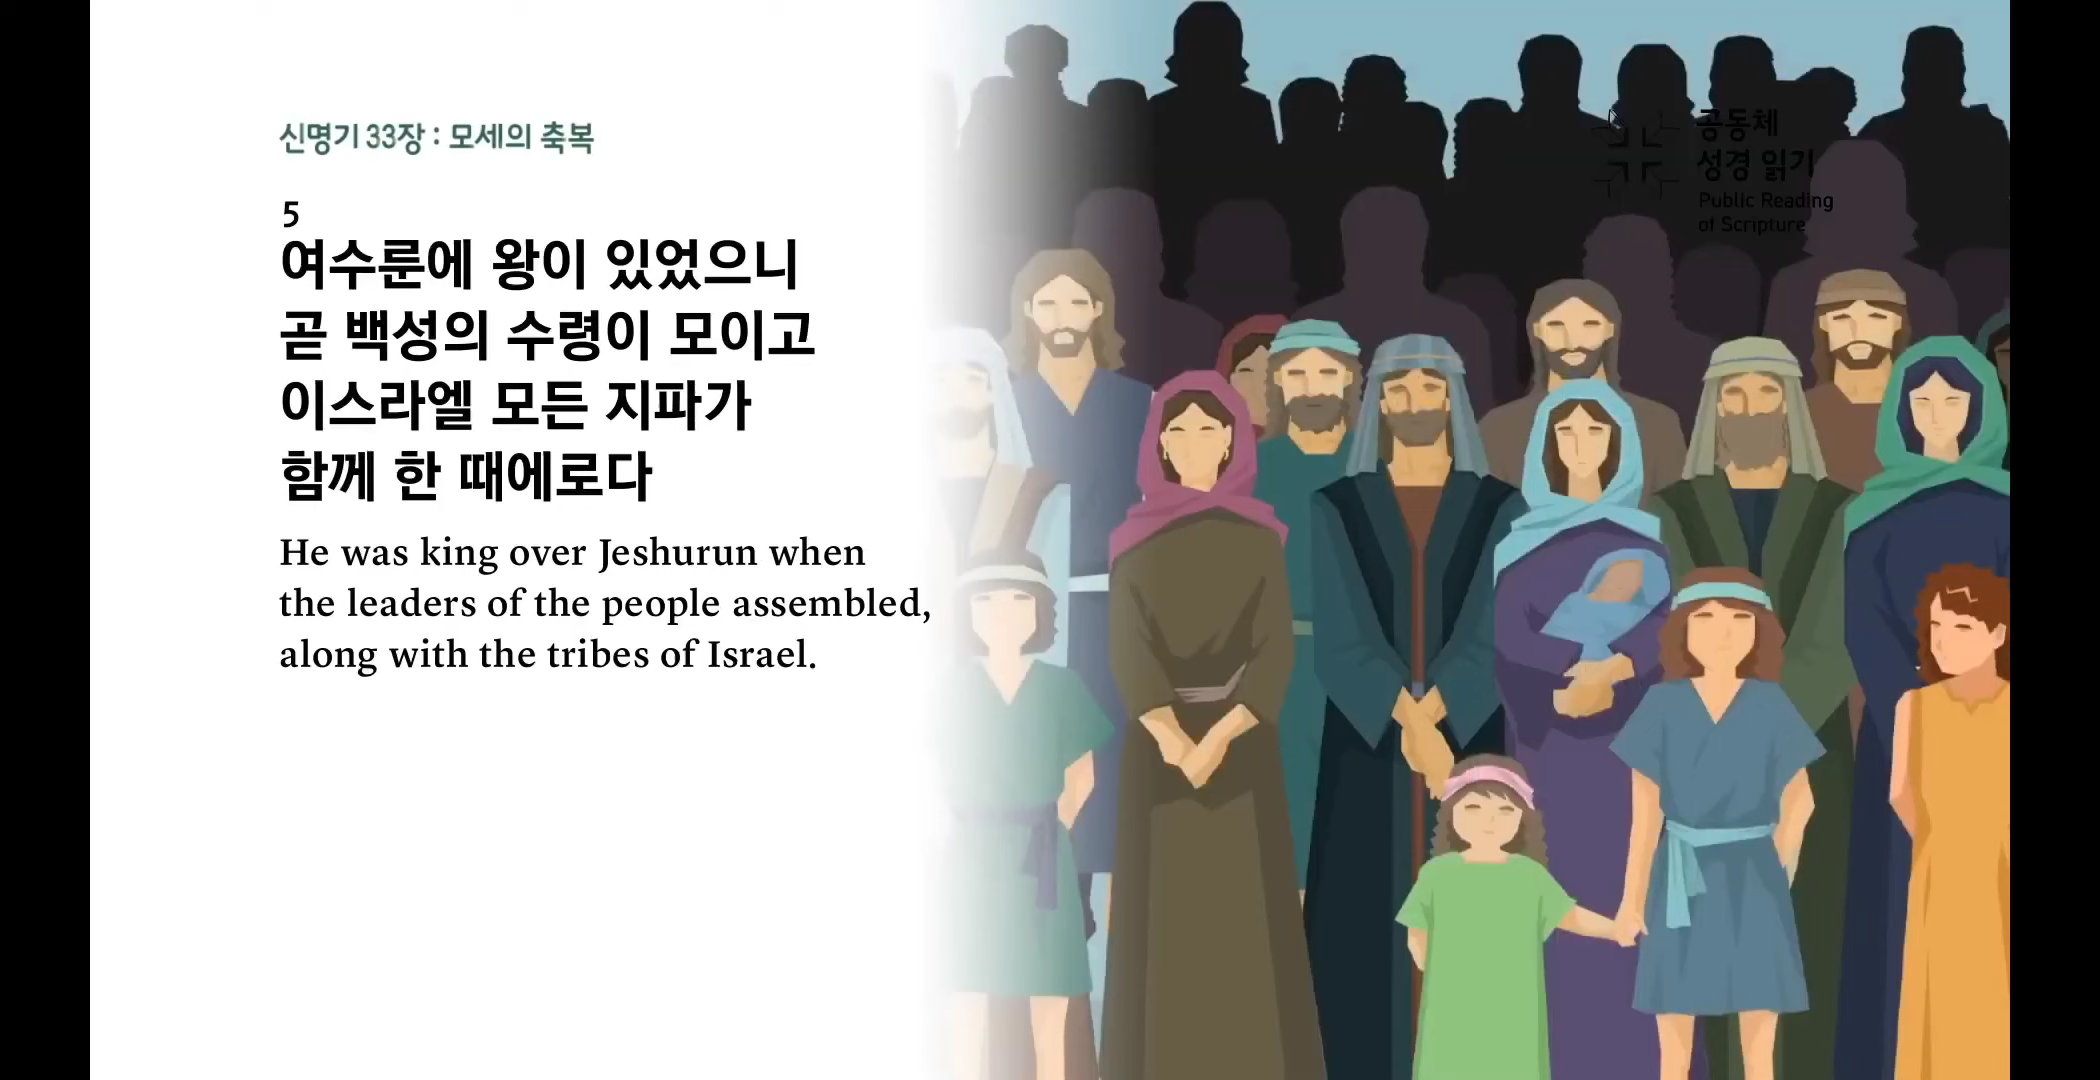 신명기 33장 : 모세의 축복
5
여수룬에 왕이 있었으니
곧 백성의 수령이 모이고
이스라엘 모든 지파가
함께 한 때에로다
He was king over Jeshurun when
the leaders of the people assembled,
along with the tribes of Israel.
공동체
성경 읽기
Public Reading
of Scripture